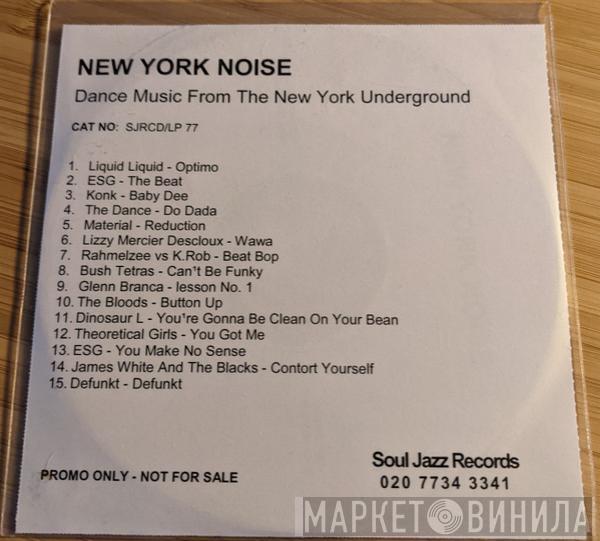 NEW YORK NOISE
Dance Music From The New York Underground
CAT NO: SJRCD/LP 77
1. Liquid Liquid - Optimo
2. ESG - The Beat
3. Konk - Baby Dee
4. The Dance - Do Dada
5. Material - Reduction
6. Lizzy Mercier Descloux - Wawa
7. Rahmelzee vs K.Rob - Beat Bop
8. Bush Tetras - Can¹t Be Funky
9. Glenn Branca - lesson No. 1
10. The Bloods - Button Up
11. Dinosaur L - You¹re Gonna Be Clean On Your Bean
12. Theoretical Girls - You Got Me
13. ESG - You Make No Sense
14. James White And The Blacks - Contort Yourself
15. Defunkt - Defunkt
PROMO ONLY - NOT FOR SALE
Soul Jazz Records
020 7734 3341
МАРКЕТ ВИНИЛА